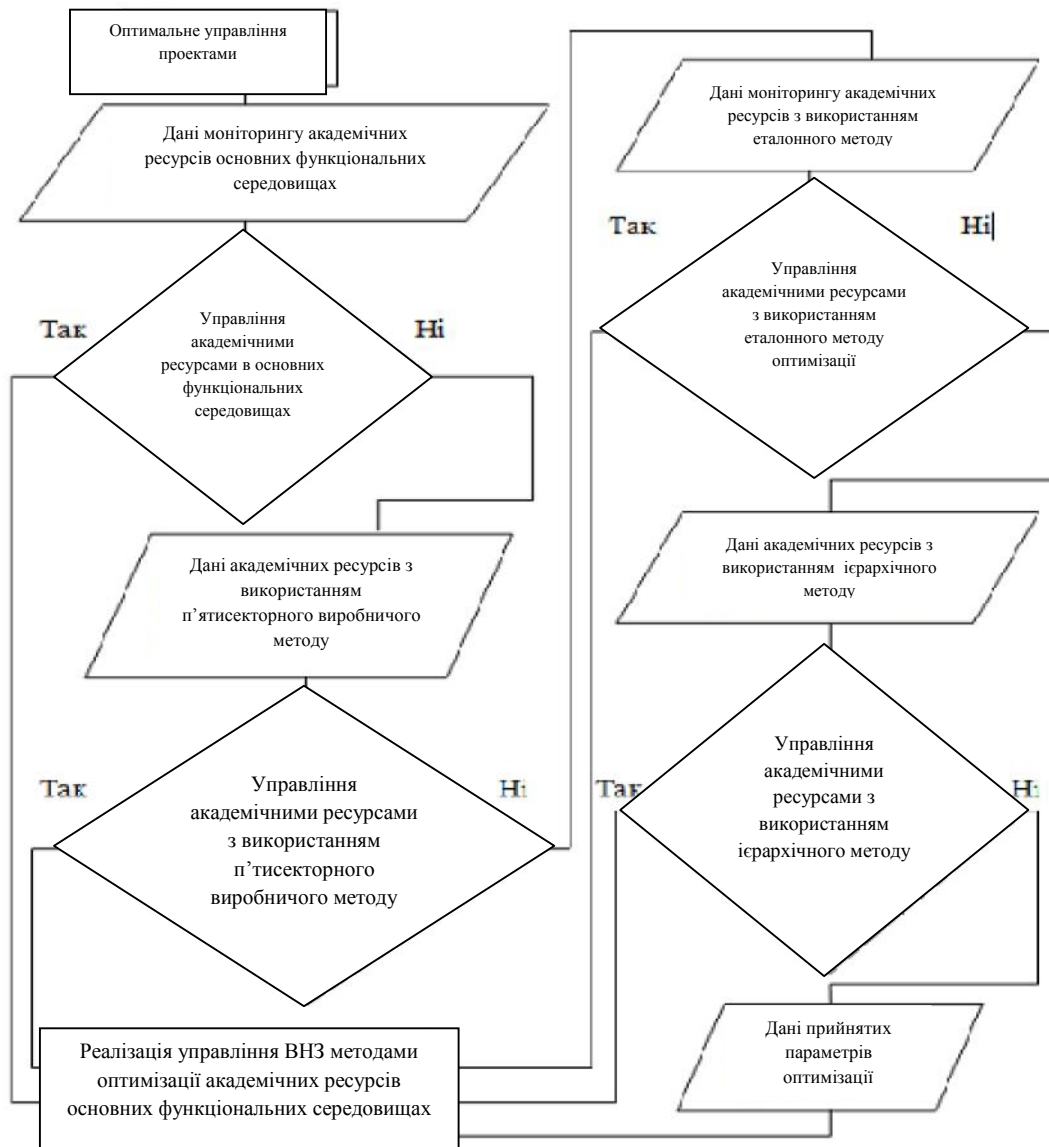 Оптимальне управління
проектами
Дані моніторингу академічних
ресурсів основних функціональних
середовищах
Так
Ні
Управління
академічними
ресурсами в основних
функціональних
середовищах
Дані академічних ресурсів з
використанням
п’ятисекторного виробничого
методу
Так
Ні
Управління
академічними ресурсами
з використанням
п’тисекторного
виробничого методу
Реалізація управління ВНЗ методами
оптимізації академічних ресурсів
основних функціональних середовищах
Дані моніторингу академічних
ресурсів з використанням
еталонного методу
Так
Ні
Управління
академічними ресурсами
з використанням
еталонного методу
оптимізації
Дані академічних ресурсів з
використанням ієрархічного
методу
Так
Ні
Управління
академічними
ресурсами з
використанням
ієрархічного методу
Дані прийнятих
параметрів
оптимізації